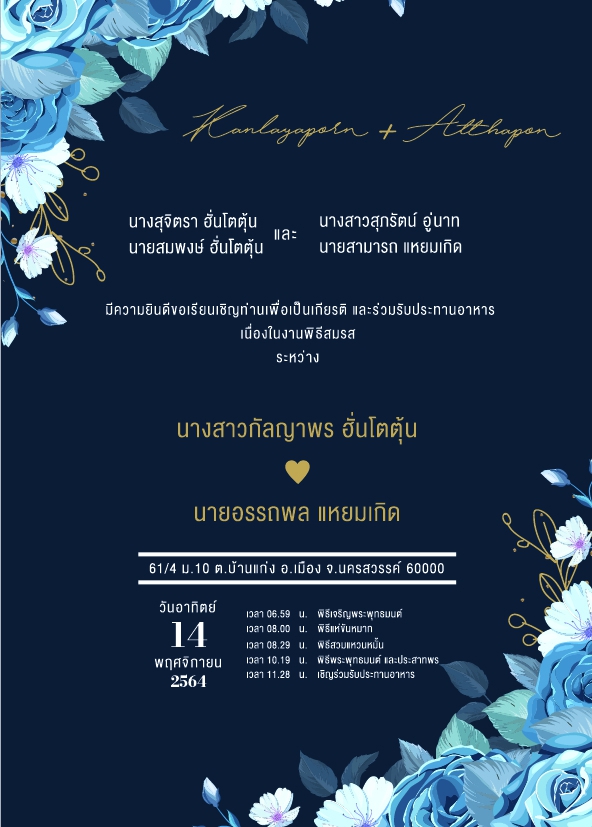 Kanlayaporn + Atthapon
นางสุจิตรา ฮั่นโตตุ้น
นายสมพงษ์ ฮั่นโตตุ้น
และ
นางสาวสุภรัตน์ อู่นาท
นายสามารถ แหยมเกิด
มีความยินดีขอเรียนเชิญท่านเพื่อเป็นเกียรติ และร่วมรับประทานอาหาร
เนื่องในงานพิธีสมรส
ระหว่าง
นางสาวกัลญาพร ฮั่นโตตุ้น
นายอรรถพล แหยมเกิด
61/4 ม.10 ต.บ้านแก่ง อ.เมือง จ.นครสวรรค์ 60000
วันอาทิตย์
14
พฤศจิกายน
2564
เวลา 06.59 น. พิธีเจริญพระพุทธมนต์
เวลา 08.00 น. พิธีแห่ขันหมาก
เวลา 08.29 น. พิธีสวมแหวนหมั้น
เวลา 10.19 น. พิธีพระพุทธมนต์ และประสาทพร
เวลา 11.28 น. เชิญร่วมรับประทานอาหาร